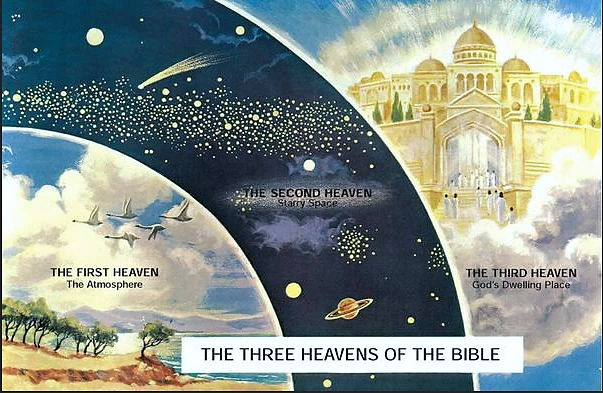 THE SECOND HEAVEN
Starry Space
THE FIRST HEAVEN
The Atmosphere
THE THIRD HEAVEN
God's Dwelling Place
THE THREE HEAVENS OF THE BIBLE